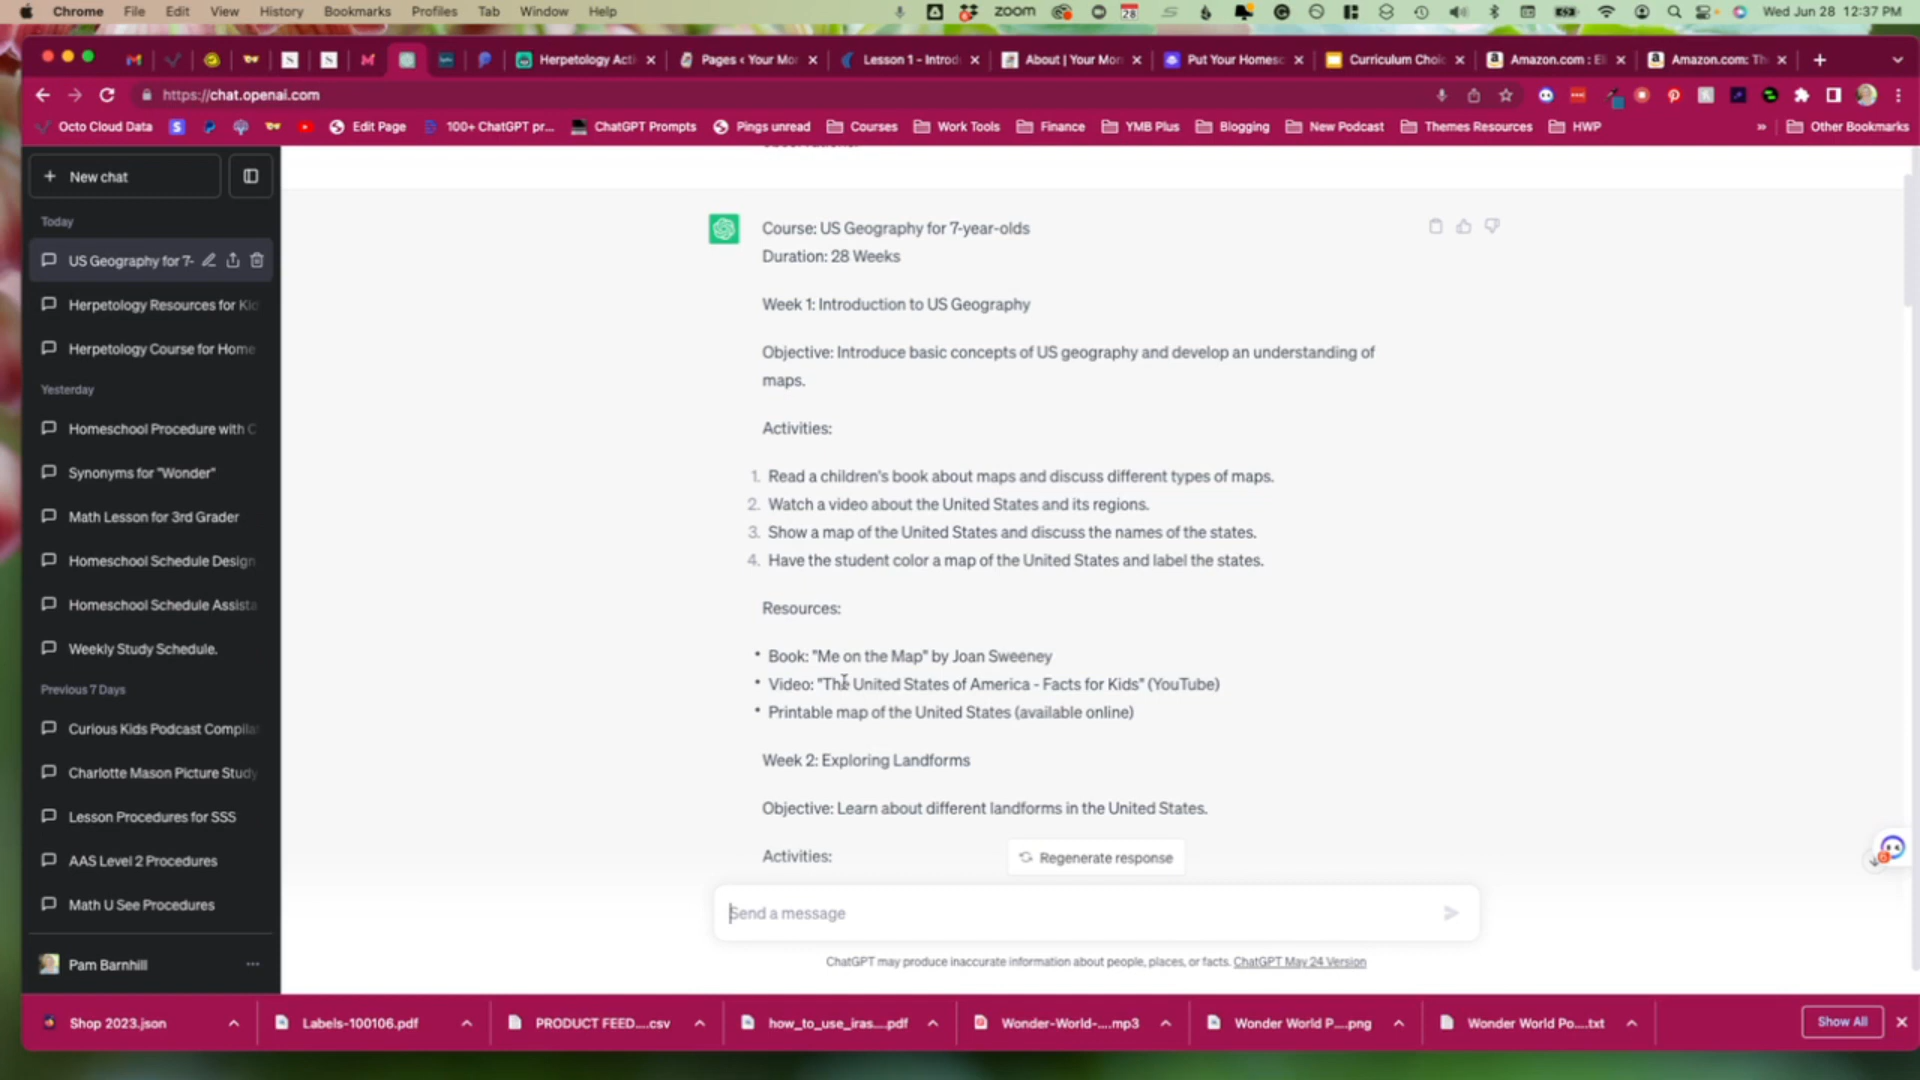 Chrome File Edit View History Bookmarks Profiles Tab Window Help zoom 28 Wed Jun 28 12:37 PM
Herpetology Acti Pages ‹ Your Mo Lesson 1 - Introd About | Your Mon Put Your Homesc Curriculum Choic Amazon.com : El Amazon.com: Th
https://chat.openai.com
Octo Cloud Data Edit Page 100+ ChatGPT pr... ChatGPT Prompts Pings unread Courses Work Tools Finance YMB Plus Blogging New Podcast Themes Resources HWP » Other Bookmarks
+ New chat
Today
US Geography for 7-
Herpetology Resources for Kid
Herpetology Course for Home
Yesterday
Homeschool Procedure with C
Synonyms for "Wonder"
Math Lesson for 3rd Grader
Homeschool Schedule Design
Homeschool Schedule Assista
Weekly Study Schedule.
Previous 7 Days
Curious Kids Podcast Compila
Charlotte Mason Picture Study
Lesson Procedures for SSS
AAS Level 2 Procedures
Math U See Procedures
Pam Barnhill
Course: US Geography for 7-year-olds
Duration: 28 Weeks
Week 1: Introduction to US Geography
Objective: Introduce basic concepts of US geography and develop an understanding of
maps.
Activities:
1. Read a children's book about maps and discuss different types of maps.
2. Watch a video about the United States and its regions.
3. Show a map of the United States and discuss the names of the states.
4. Have the student color a map of the United States and label the states.
Resources:
• Book: "Me on the Map" by Joan Sweeney
• Video: "The United States of America - Facts for Kids" (YouTube)
• Printable map of the United States (available online)
Week 2: Exploring Landforms
Objective: Learn about different landforms in the United States.
Activities:
Regenerate response
Send a message
ChatGPT may produce inaccurate information about people, places, or facts. ChatGPT May 24 Version
Shop 2023.json Labels-100106.pdf PRODUCT FEED....csv how_to_use_iras....pdf Wonder-World-....mp3 Wonder World P....png Wonder World Po....txt Show All